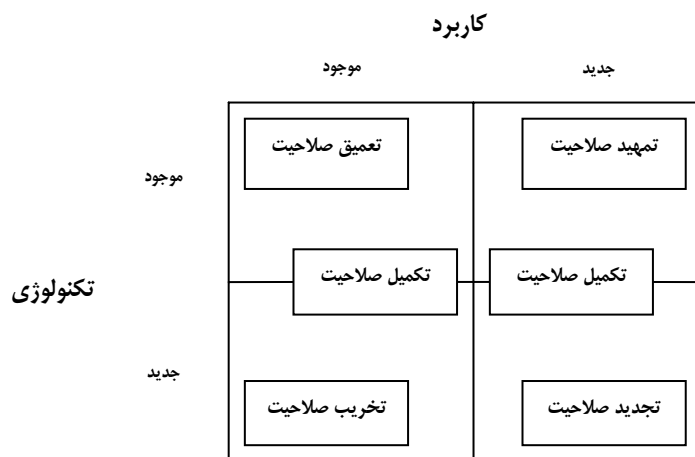 کاربرد
جدید
موجود
تمهید صلاحیت
تعمیق صلاحیت
موجود
تکمیل صلاحیت
تکمیل صلاحیت
تکنولوژی
جدید
تجدید صلاحیت
تخریب صلاحیت